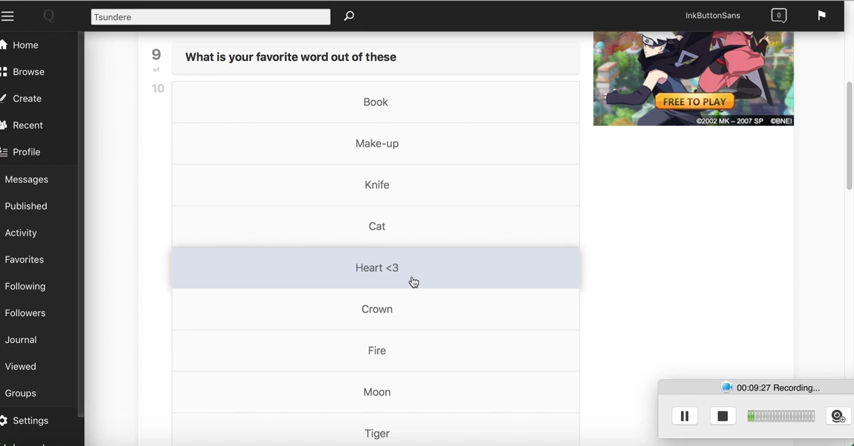 Q
Tsundere
InkButtonSans
0
Home
Browse
Create
Recent
Profile
Messages
Published
Activity
Favorites
Following
Followers
Journal
Viewed
Groups
Settings
9
of
10
What is your favorite word out of these
Book
Make-up
Knife
Cat
Heart <3
Crown
Fire
Moon
Tiger
FREE TO PLAY
©2002 MK – 2007 SP ©BNEI
00:09:27 Recording...